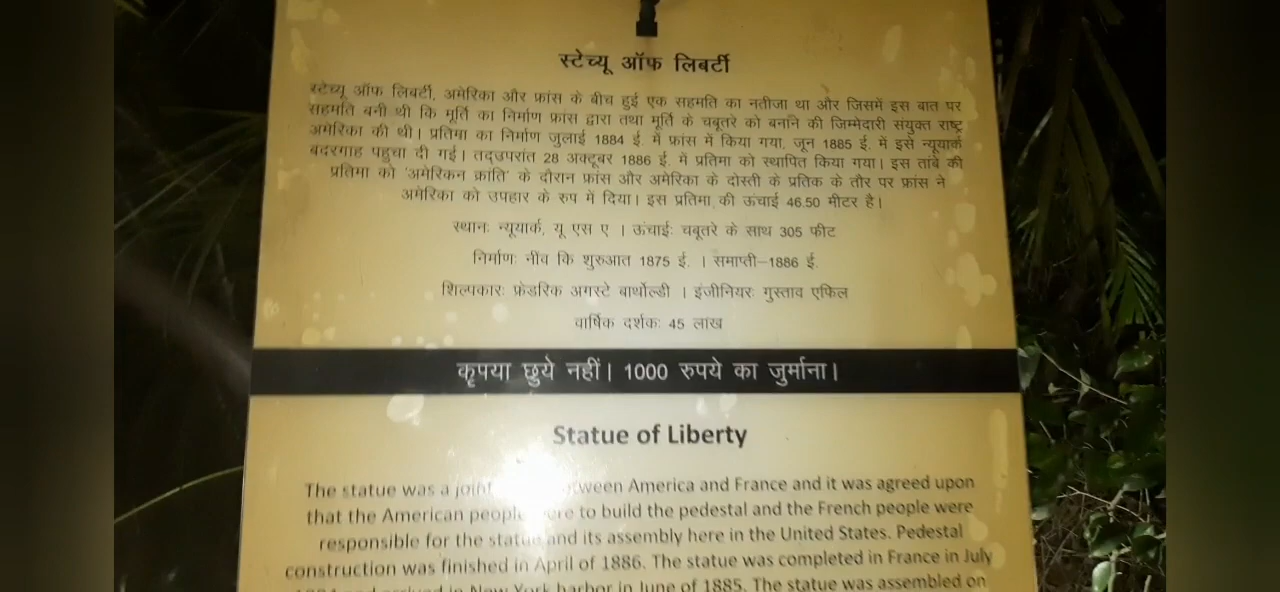 स्टेच्यू ऑफ लिबर्टी
स्टेच्यू ऑफ लिबर्टी, अमेरिका और फ्रांस के बीच हुई एक सहमति का नतीजा था और जिसमें इस बात पर
सहमति बनी थी कि मूर्ति का निर्माण फ्रांस द्वारा तथा मूर्ति के चबूतरे को बनाने की जिम्मेदारी संयुक्त राष्ट्र
अमेरिका की थी। प्रतिमा का निर्माण जुलाई 1884 ई. में फ्रांस में किया गया, जून 1885 ई. में इसे न्यूयार्क
बंदरगाह पहुंचा दी गई। तद्उपरांत 28 अक्टूबर 1886 ई. में प्रतिमा को स्थापित किया गया। इस तांबे की
प्रतिमा को 'अमेरिकन क्रांति' के दौरान फ्रांस और अमेरिका के दोस्ती के प्रतिक के तौर पर फ्रांस ने
अमेरिका को उपहार के रुप में दिया। इस प्रतिमा की ऊंचाई 46.50 मीटर है।
स्थानः न्यूयार्क, यू एस ए । ऊंचाईः चबूतरे के साथ 305 फीट
निर्माणः नींव कि शुरुआत 1875 ई. । समाप्ती–1886 ई.
शिल्पकारः फ्रेडरिक अगस्टे बार्थोल्डी । इंजीनियरः गुस्ताव एफिल
वार्षिक दर्शकः 45 लाख
कृपया छुये नहीं। 1000 रुपये का जुर्माना।
Statue of Liberty
The statue was a joint between America and France and it was agreed upon
that the American people were to build the pedestal and the French people were
responsible for the statue and its assembly here in the United States. Pedestal
construction was finished in April of 1886. The statue was completed in France in July
1884 and arrived in New York harbor in June of 1885. The statue was assembled on